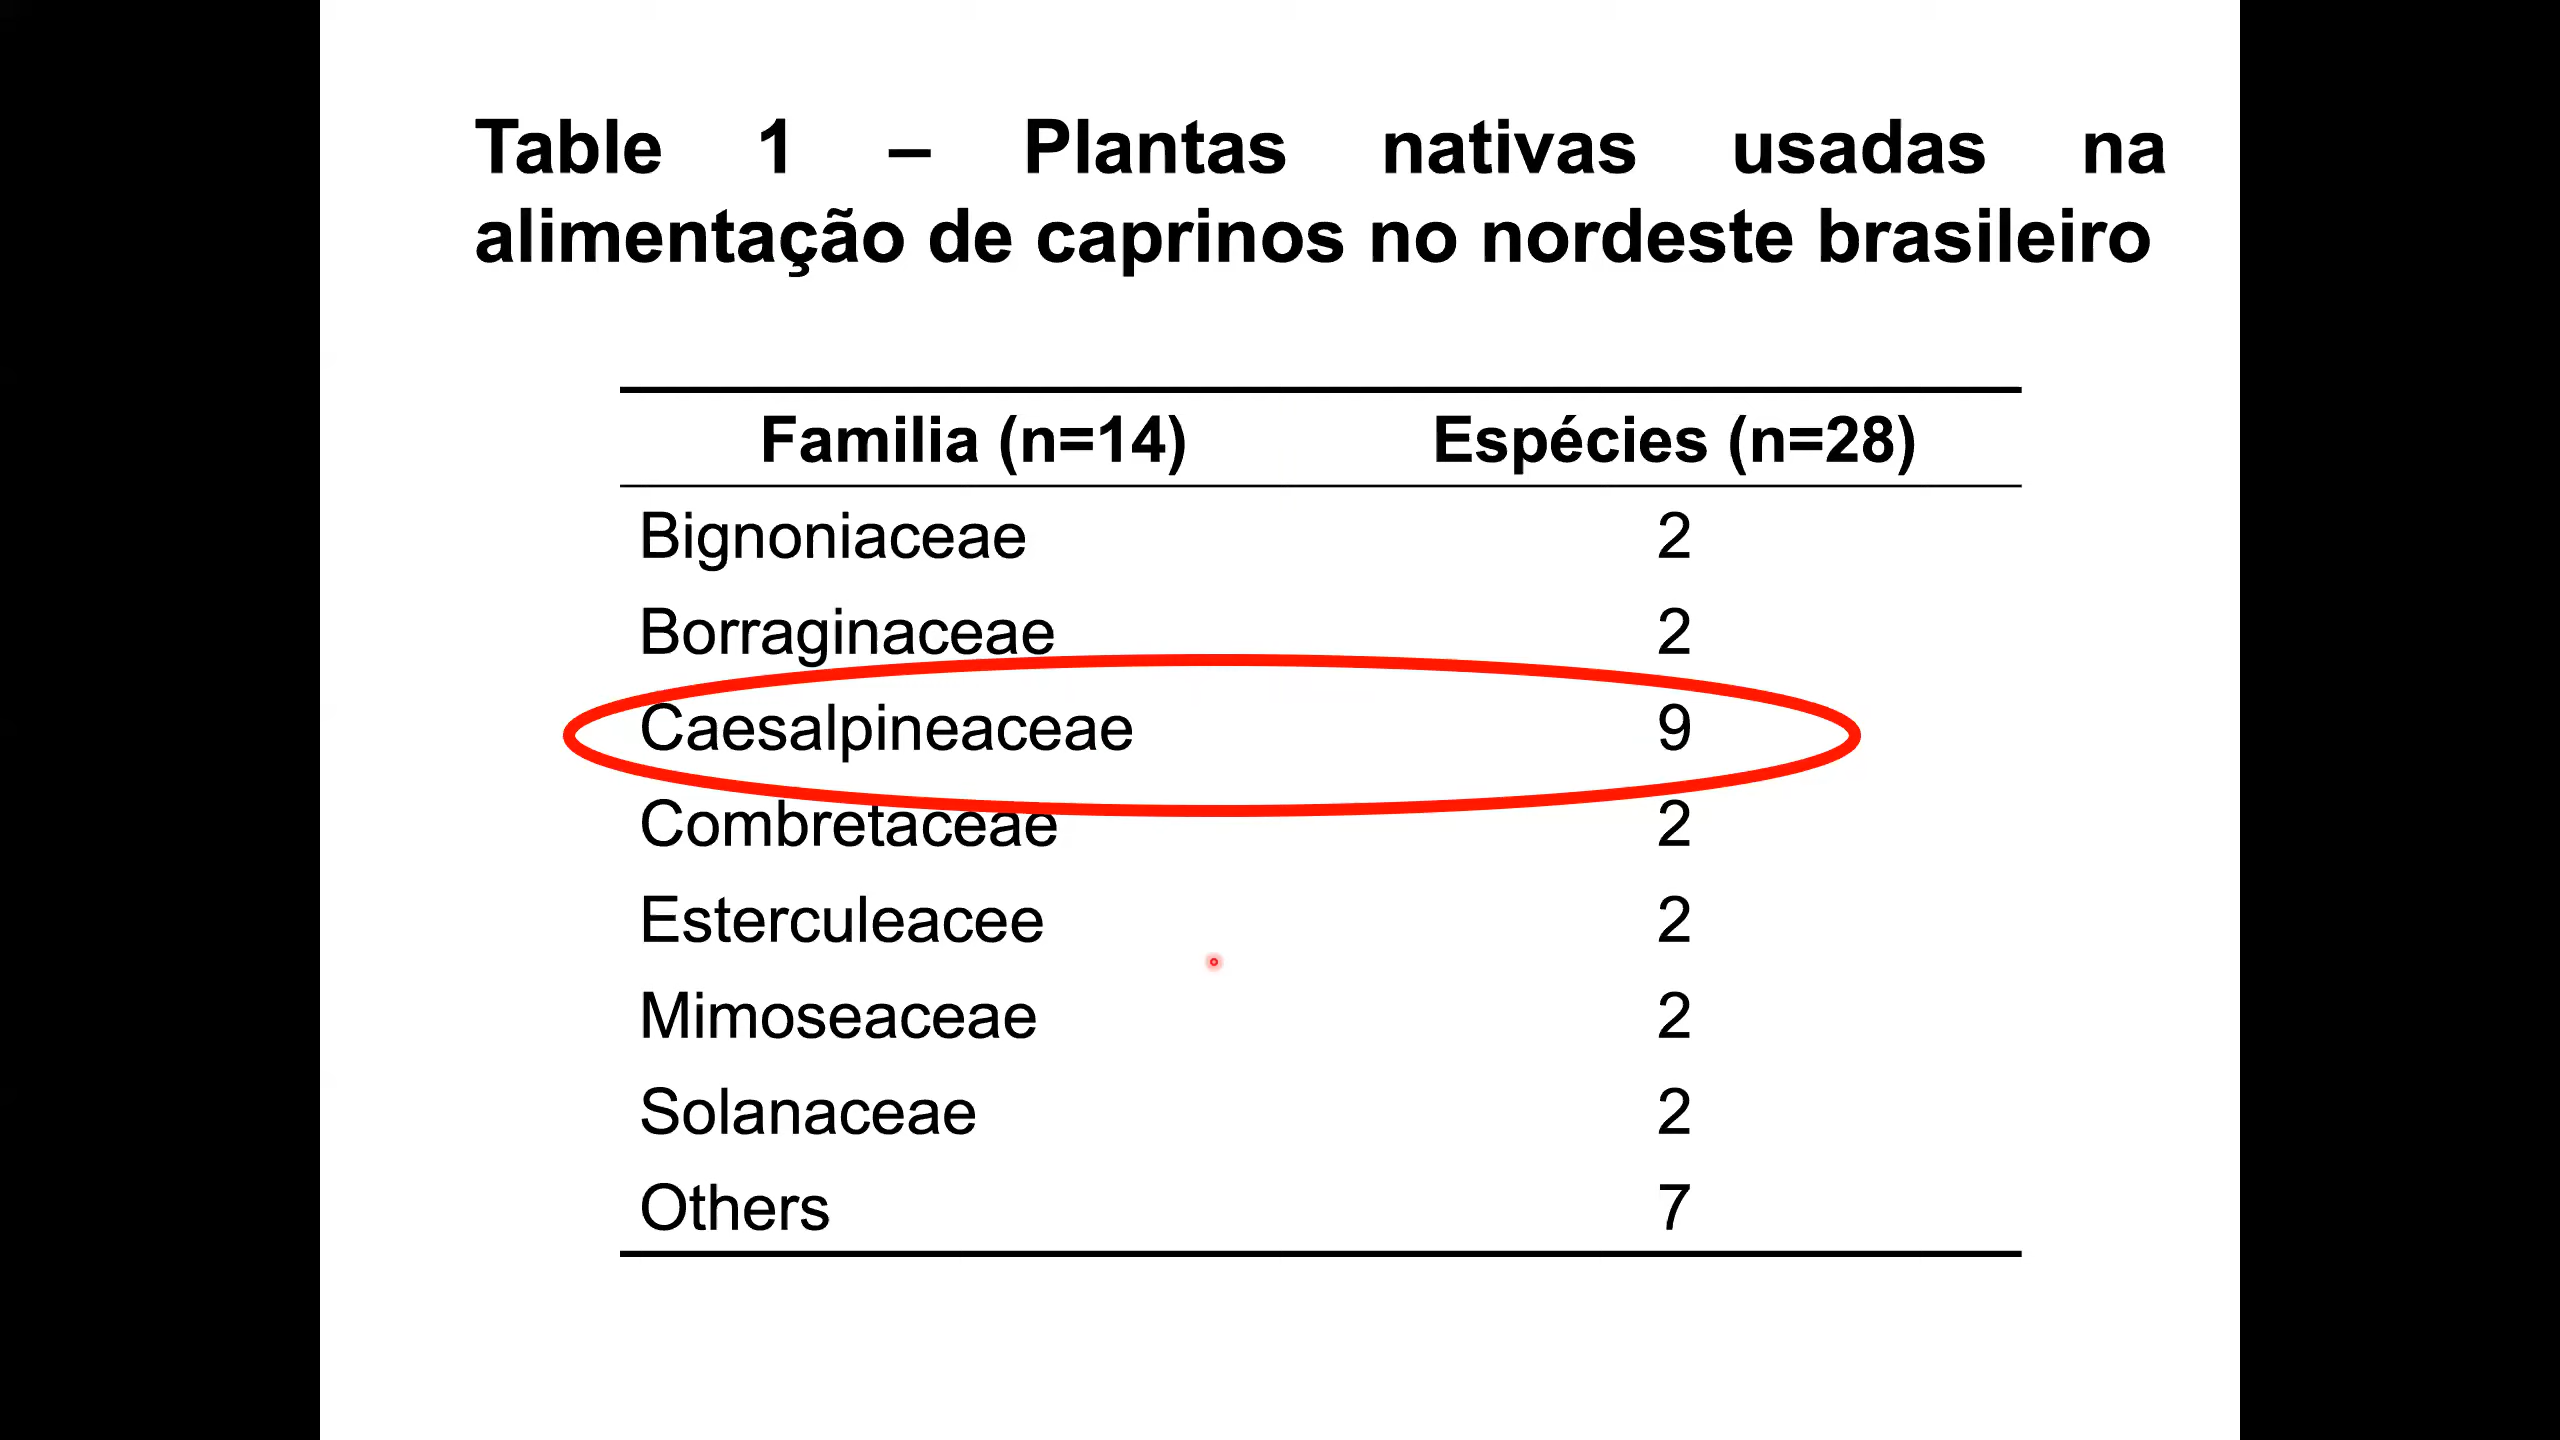 Table 1 – Plantas nativas usadas na
alimentação de caprinos no nordeste brasileiro
Familia (n=14) Espécies (n=28)
Bignoniaceae 2
Borraginaceae 2
Caesalpineaceae 9
Combretaceae 2
Esterculeacee 2
Mimoseaceae 2
Solanaceae 2
Others 7